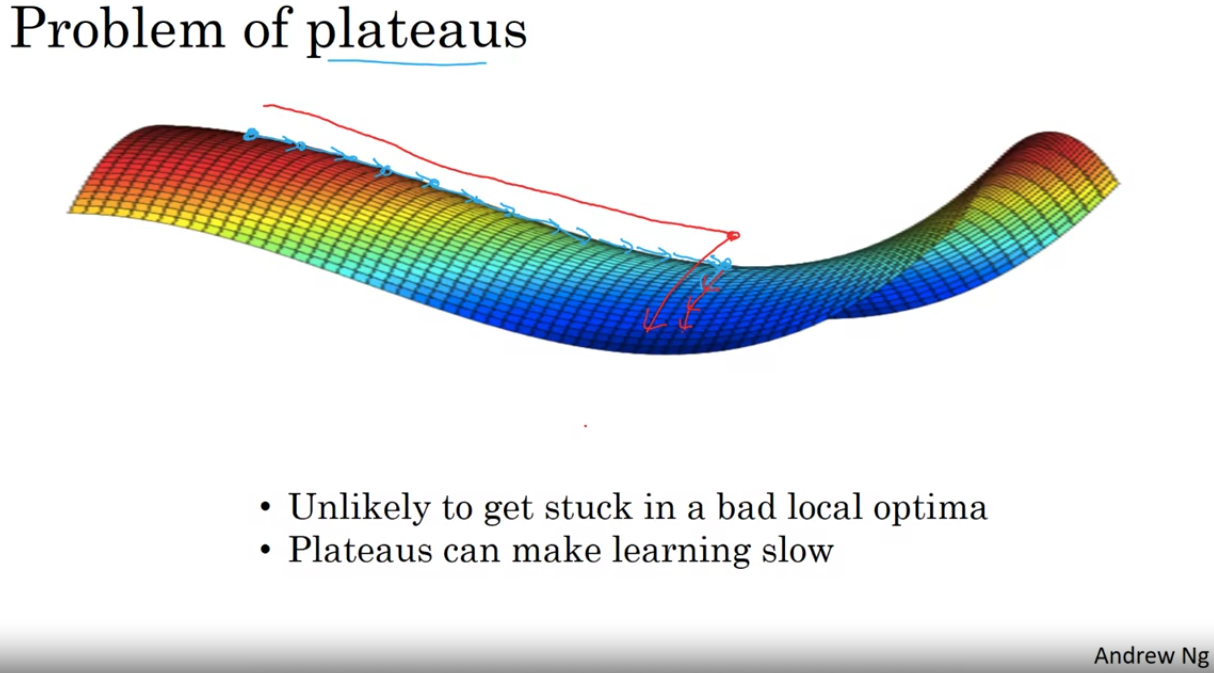 Problem of plateaus
• Unlikely to get stuck in a bad local optima
• Plateaus can make learning slow
Andrew Ng